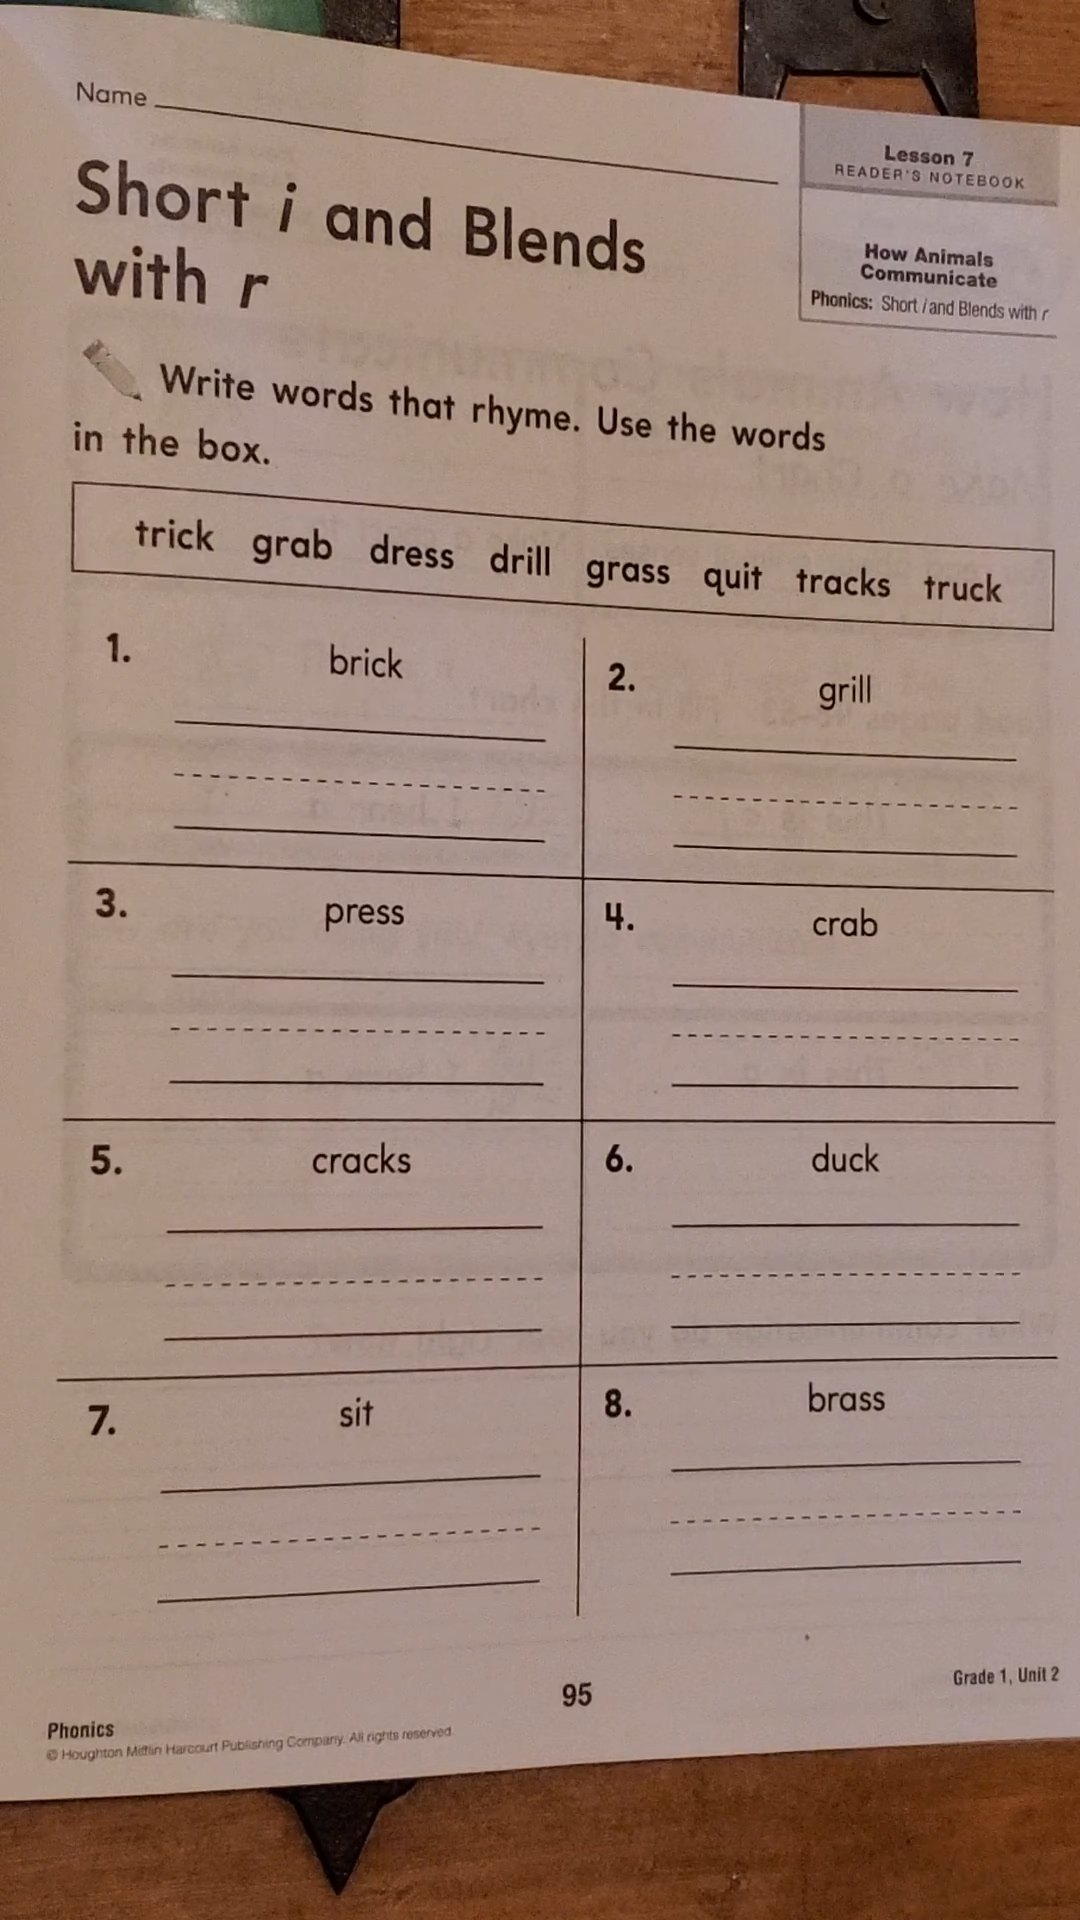 Name
Lesson 7
READER'S NOTEBOOK
Short i and Blends
with r
How Animals
Communicate
Phonics: Short i and Blends with r
Write words that rhyme. Use the words
in the box.
trick grab dress drill grass quit tracks truck
1. brick
2. grill
3. press
4. crab
5. cracks
6. duck
7. sit
8. brass
Phonics
© Houghton Mifflin Harcourt Publishing Company. All rights reserved.
95
Grade 1, Unit 2